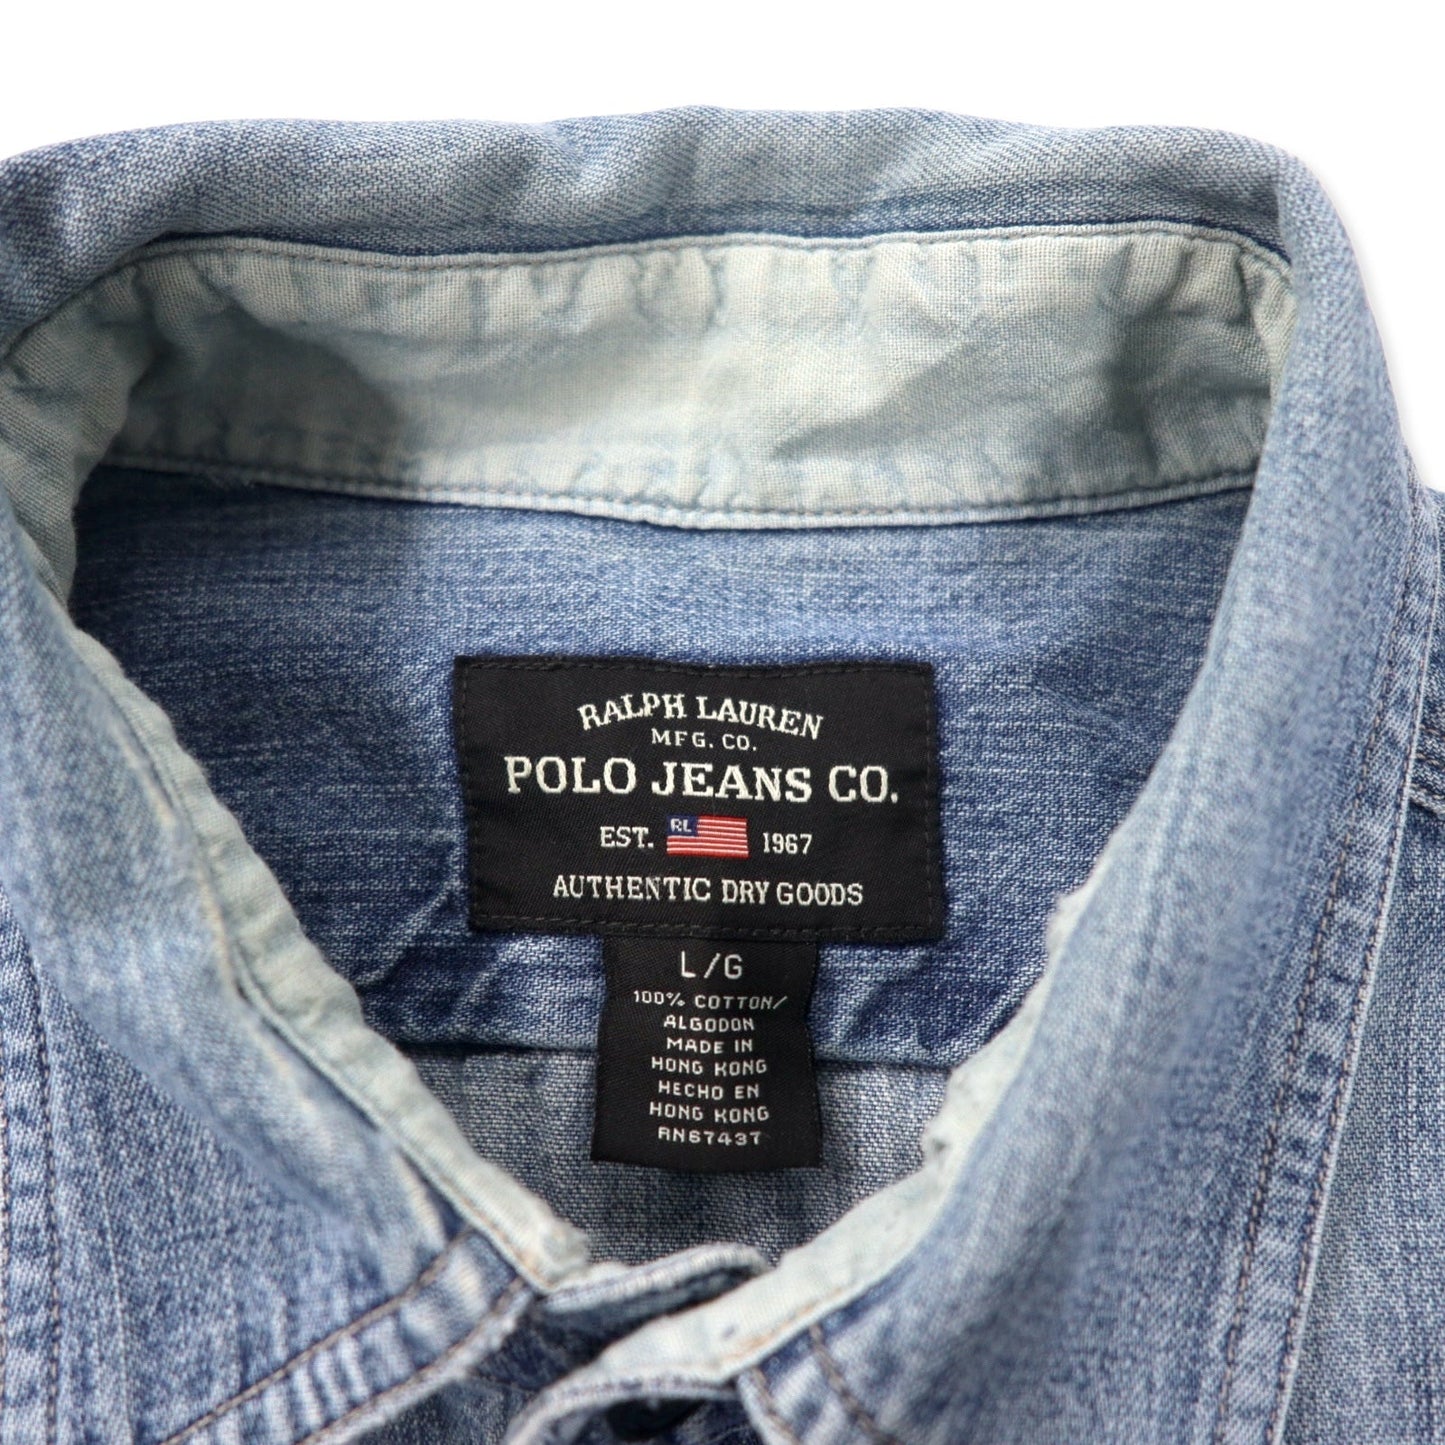 RALPH LAUREN
MFG. CO.
POLO JEANS CO.
EST. RL 1967
AUTHENTIC DRY GOODS
L/G
100% COTTON/
ALGODON
MADE IN
HONG KONG
HECHO EN
HONG KONG
RN67437